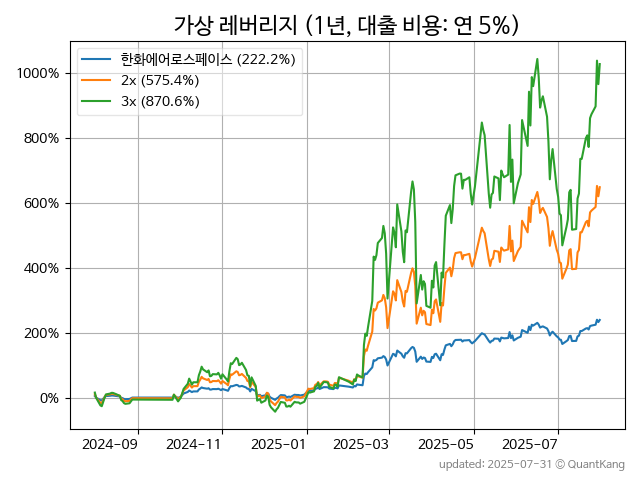 가상 레버리지 (1년, 대출 비용: 연 5%)
한화에어로스페이스 (222.2%)
2x (575.4%)
3x (870.6%)
1000%
800%
600%
400%
200%
0%
2024-09
2024-11
2025-01
2025-03
2025-05
2025-07
updated: 2025-07-31 © QuantKang